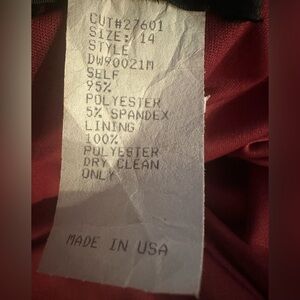 CUT#27601
SIZE: 14
STYLE
DW90021M
SELF
95%
POLYESTER
5% SPANDEX
LINING
100%
POLYESTER
DRY CLEAN
ONLY
MADE IN USA